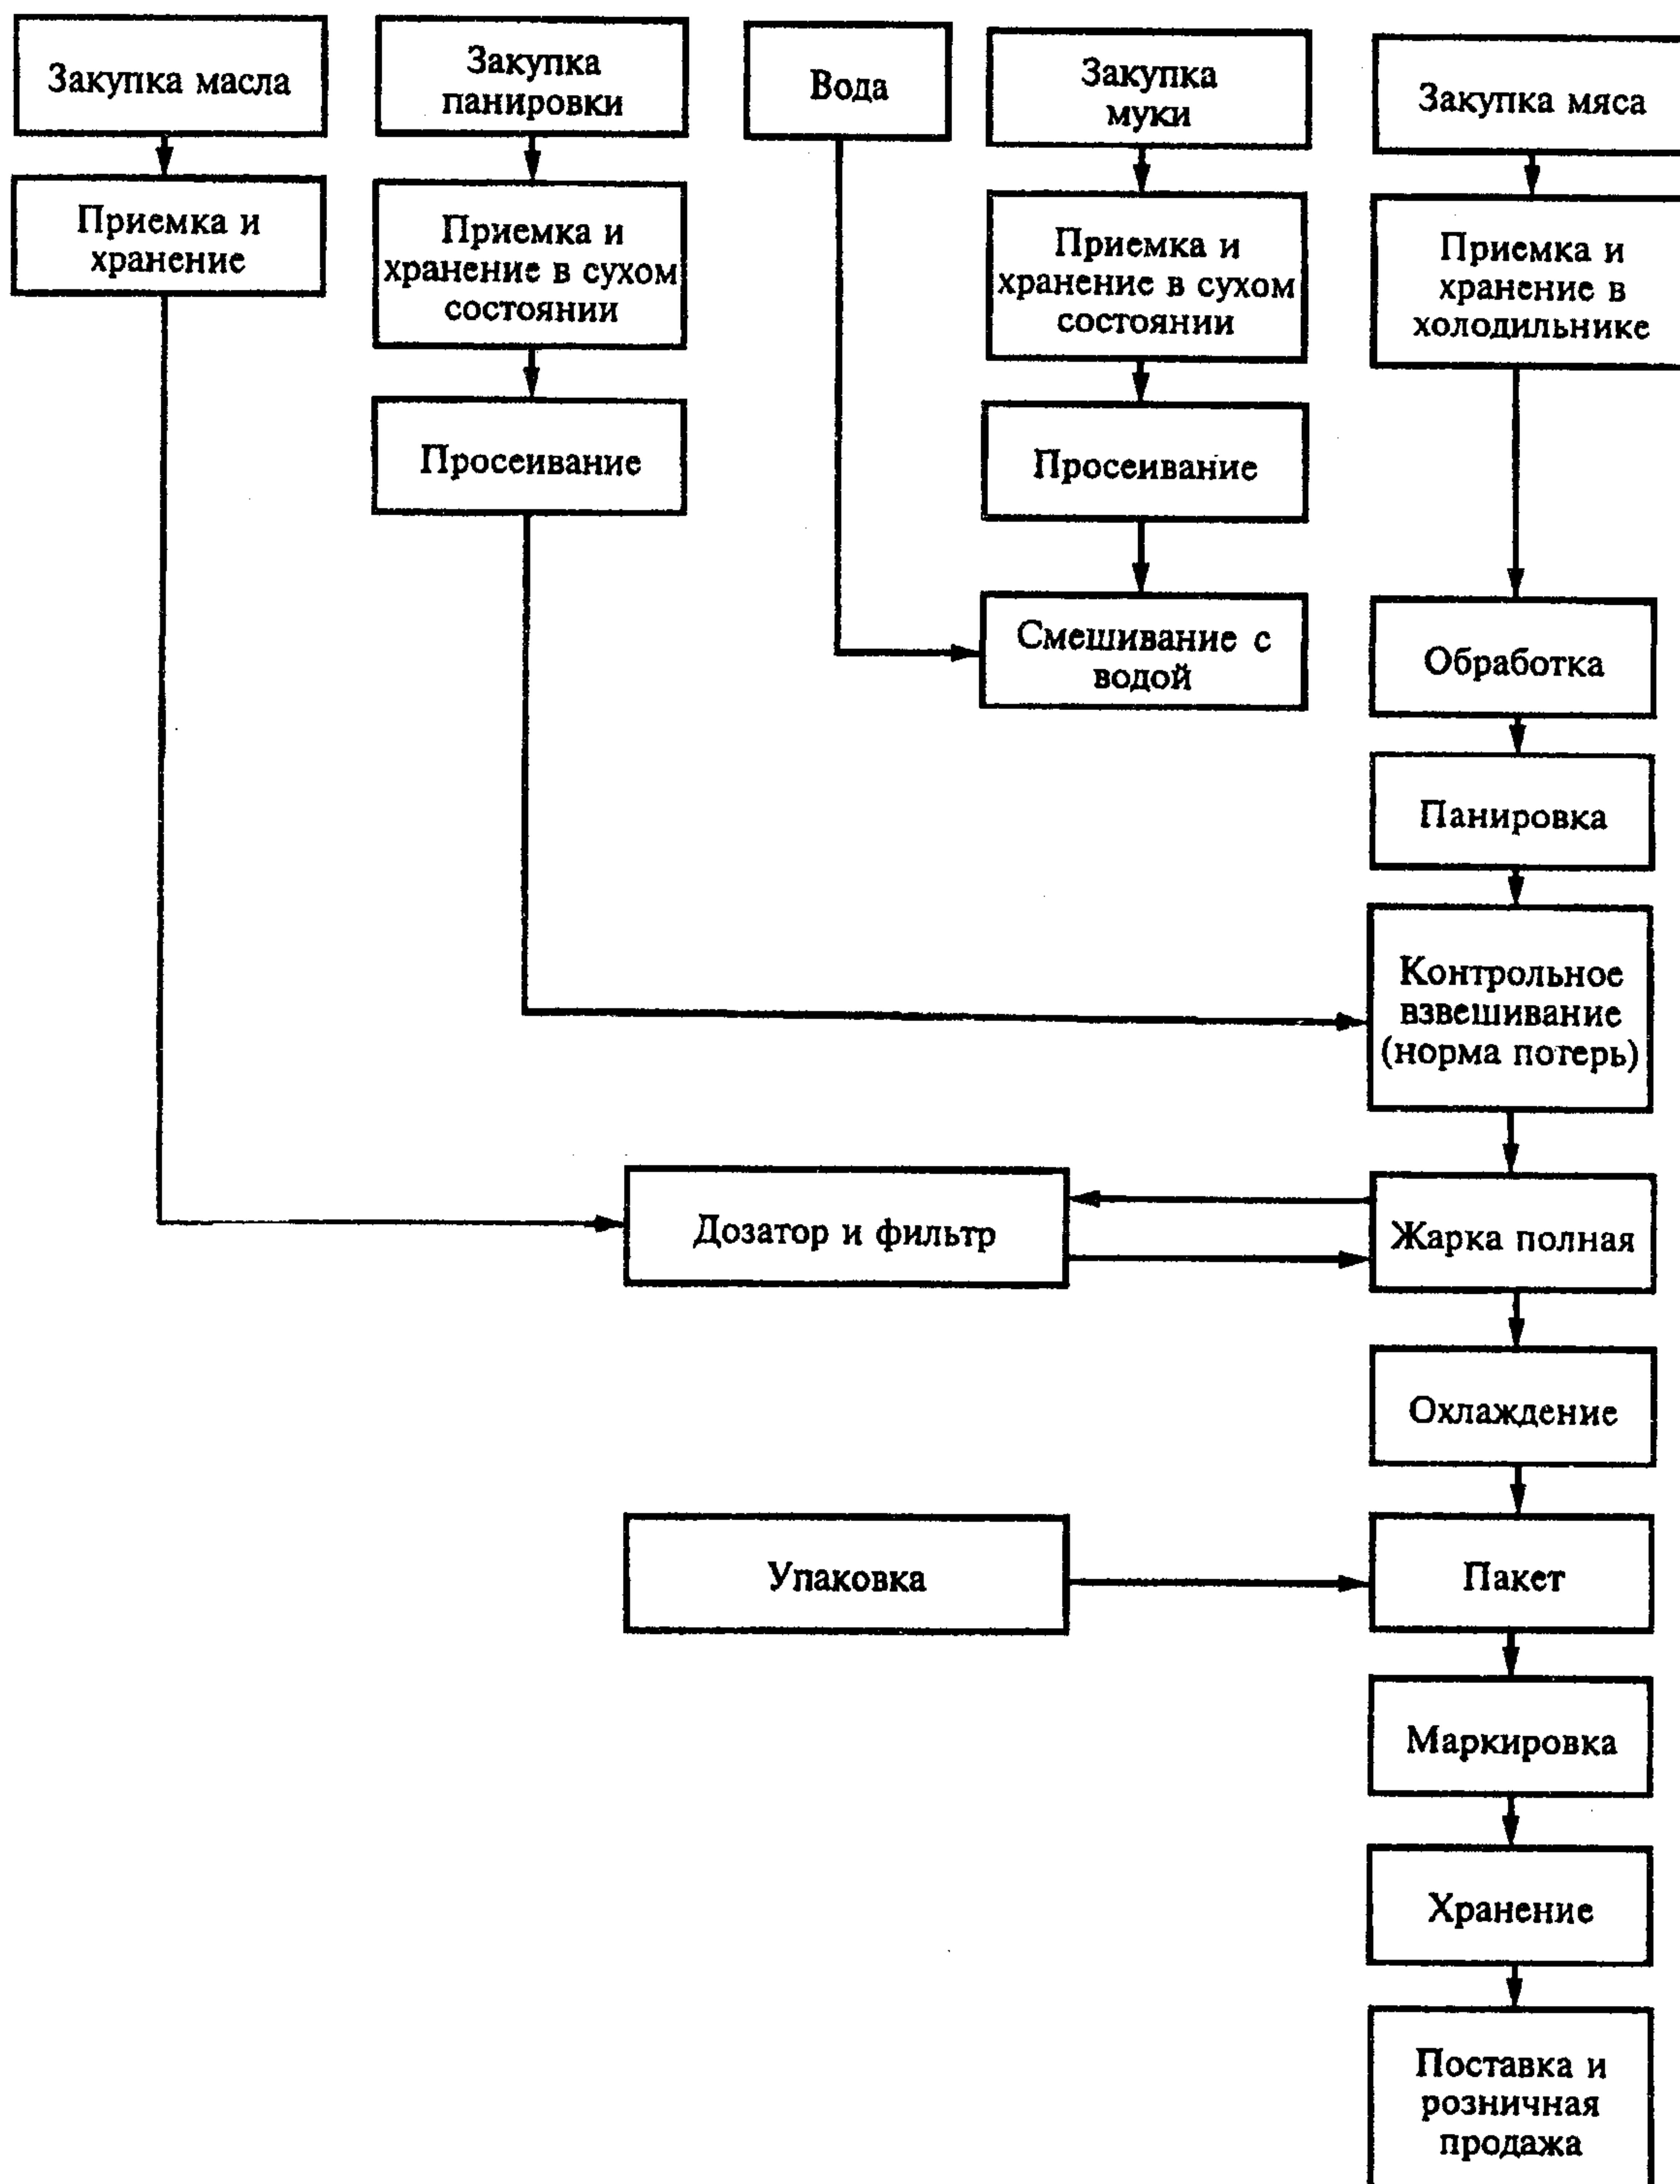 Закупка масла
Закупка
панировки
Вода
Закупка
муки
Закупка мяса
Приемка и
хранение
Приемка и
хранение в сухом
состоянии
Приемка и
хранение в сухом
состоянии
Приемка и
хранение в
холодильнике
Просеивание
Просеивание
Смешивание с
водой
Обработка
Панировка
Контрольное
взвешивание
(норма потерь)
Дозатор и фильтр
Жарка полная
Охлаждение
Упаковка
Пакет
Маркировка
Хранение
Поставка и
розничная
продажа